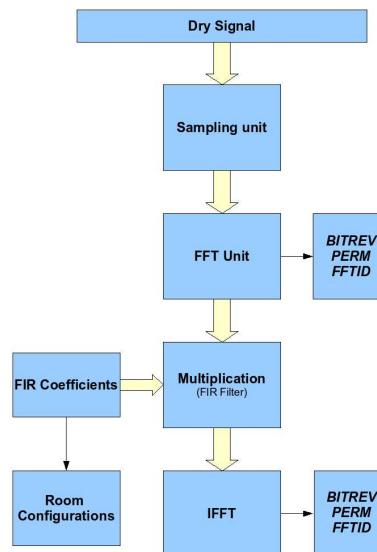 Dry Signal
Sampling unit
FFT Unit
BITREV
PERM
FFTID
FIR Coefficients
Multiplication
(FIR Filter)
Room
Configurations
IFFT
BITREV
PERM
FFTID